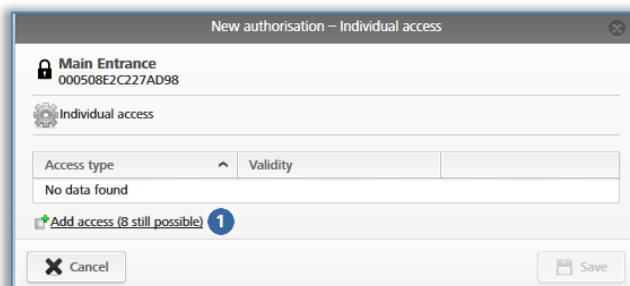 New authorisation – Individual access
Main Entrance
000508E2C227AD98
Individual access
Access type Validity
No data found
Add access (8 still possible) 1
Cancel Save